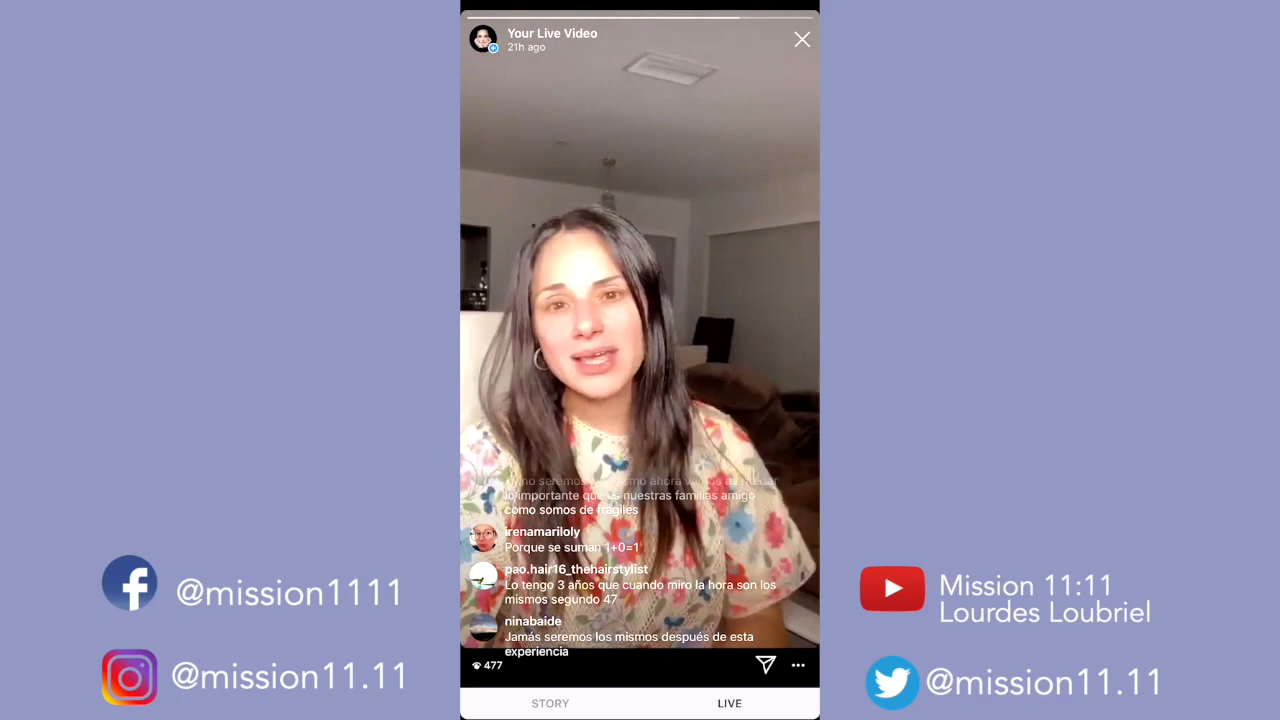 Your Live Video
21h ago
lo importante que es nuestras familias amigo
como somos de fragiles
irenamariloly
Porque se suman 1+0=1
pao.hair16_thehairstylist
Lo tengo 3 años que cuando miro la hora son los
mismos segundo 47
ninabaide
Jamás seremos los mismos después de esta
experiencia
477
STORY
LIVE
@mission1111
@mission11.11
Mission 11:11
Lourdes Loubriel
@mission11.11